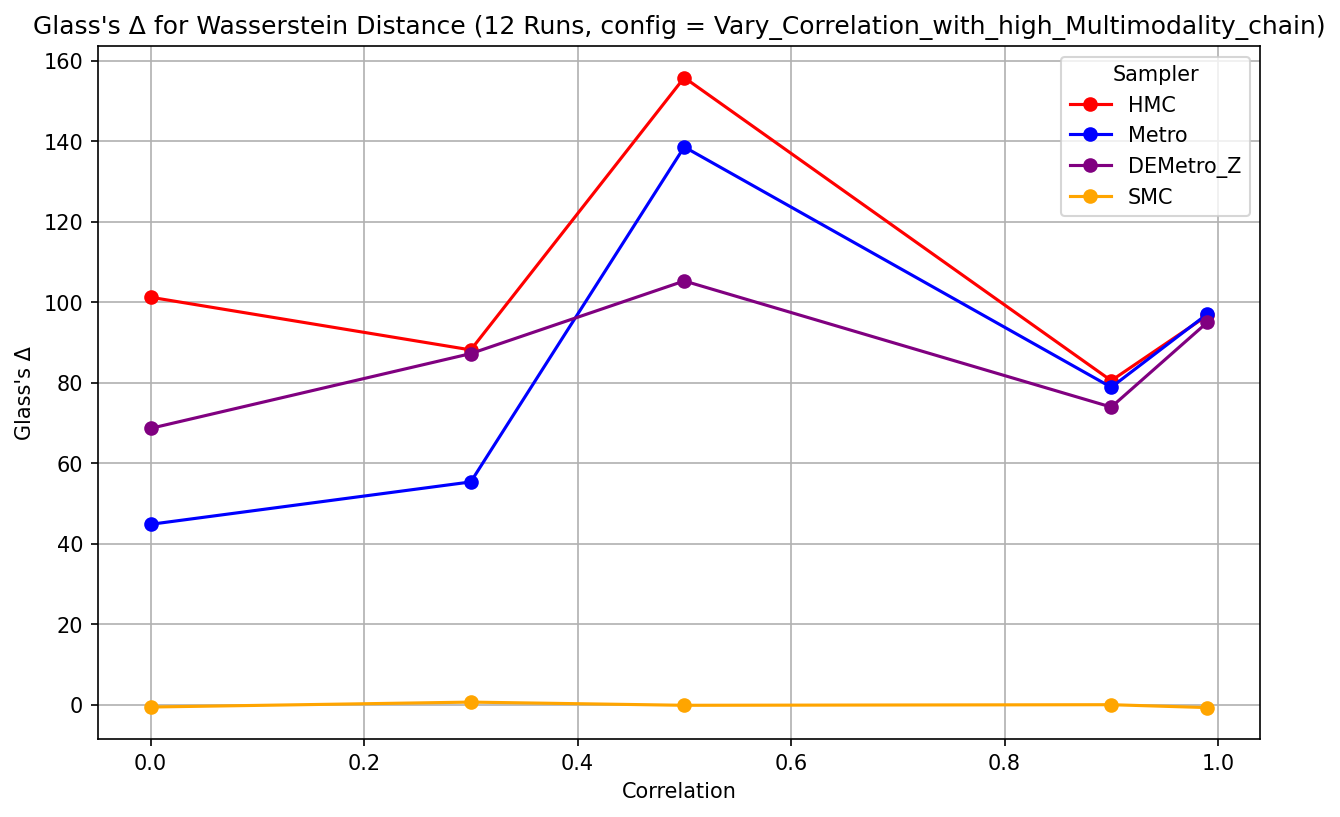 Glass's Δ for Wasserstein Distance (12 Runs, config = Vary_Correlation_with_high_Multimodality_chain)
Sampler
HMC
Metro
DEMetro_Z
SMC
Glass's Δ
160
140
120
100
80
60
40
20
0
0.0 0.2 0.4 0.6 0.8 1.0
Correlation